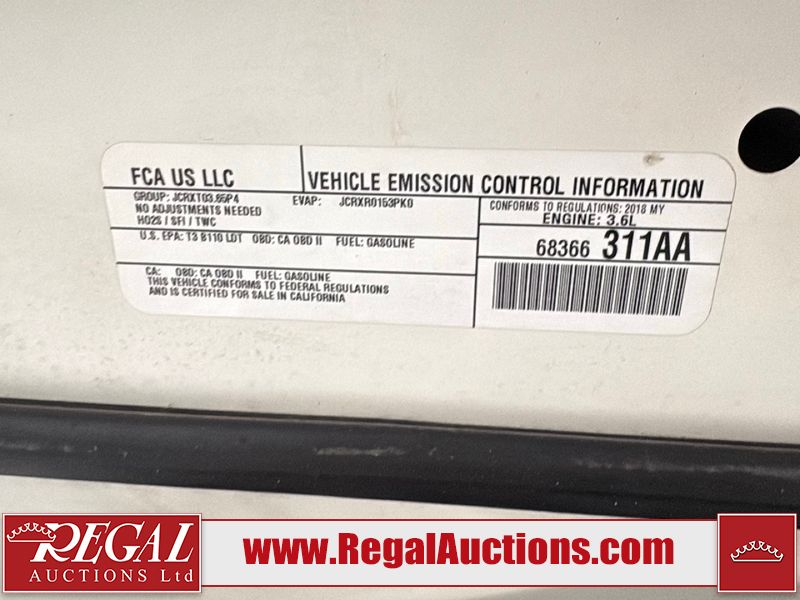 FCA US LLC
VEHICLE EMISSION CONTROL INFORMATION
GROUP: JCRXT03.65P4
EVAP: JCRXR0153PK0
NO ADJUSTMENTS NEEDED
HO2S / SFI / TWC
CONFORMS TO REGULATIONS: 2018 MY
ENGINE: 3.6L
U.S. EPA: T3 B110 LDT OBD: CA OBD II FUEL: GASOLINE
68366 311AA
CA: OBD: CA OBD II FUEL: GASOLINE
THIS VEHICLE CONFORMS TO FEDERAL REGULATIONS
AND IS CERTIFIED FOR SALE IN CALIFORNIA
REGAL
AUCTIONS Ltd
www.RegalAuctions.com